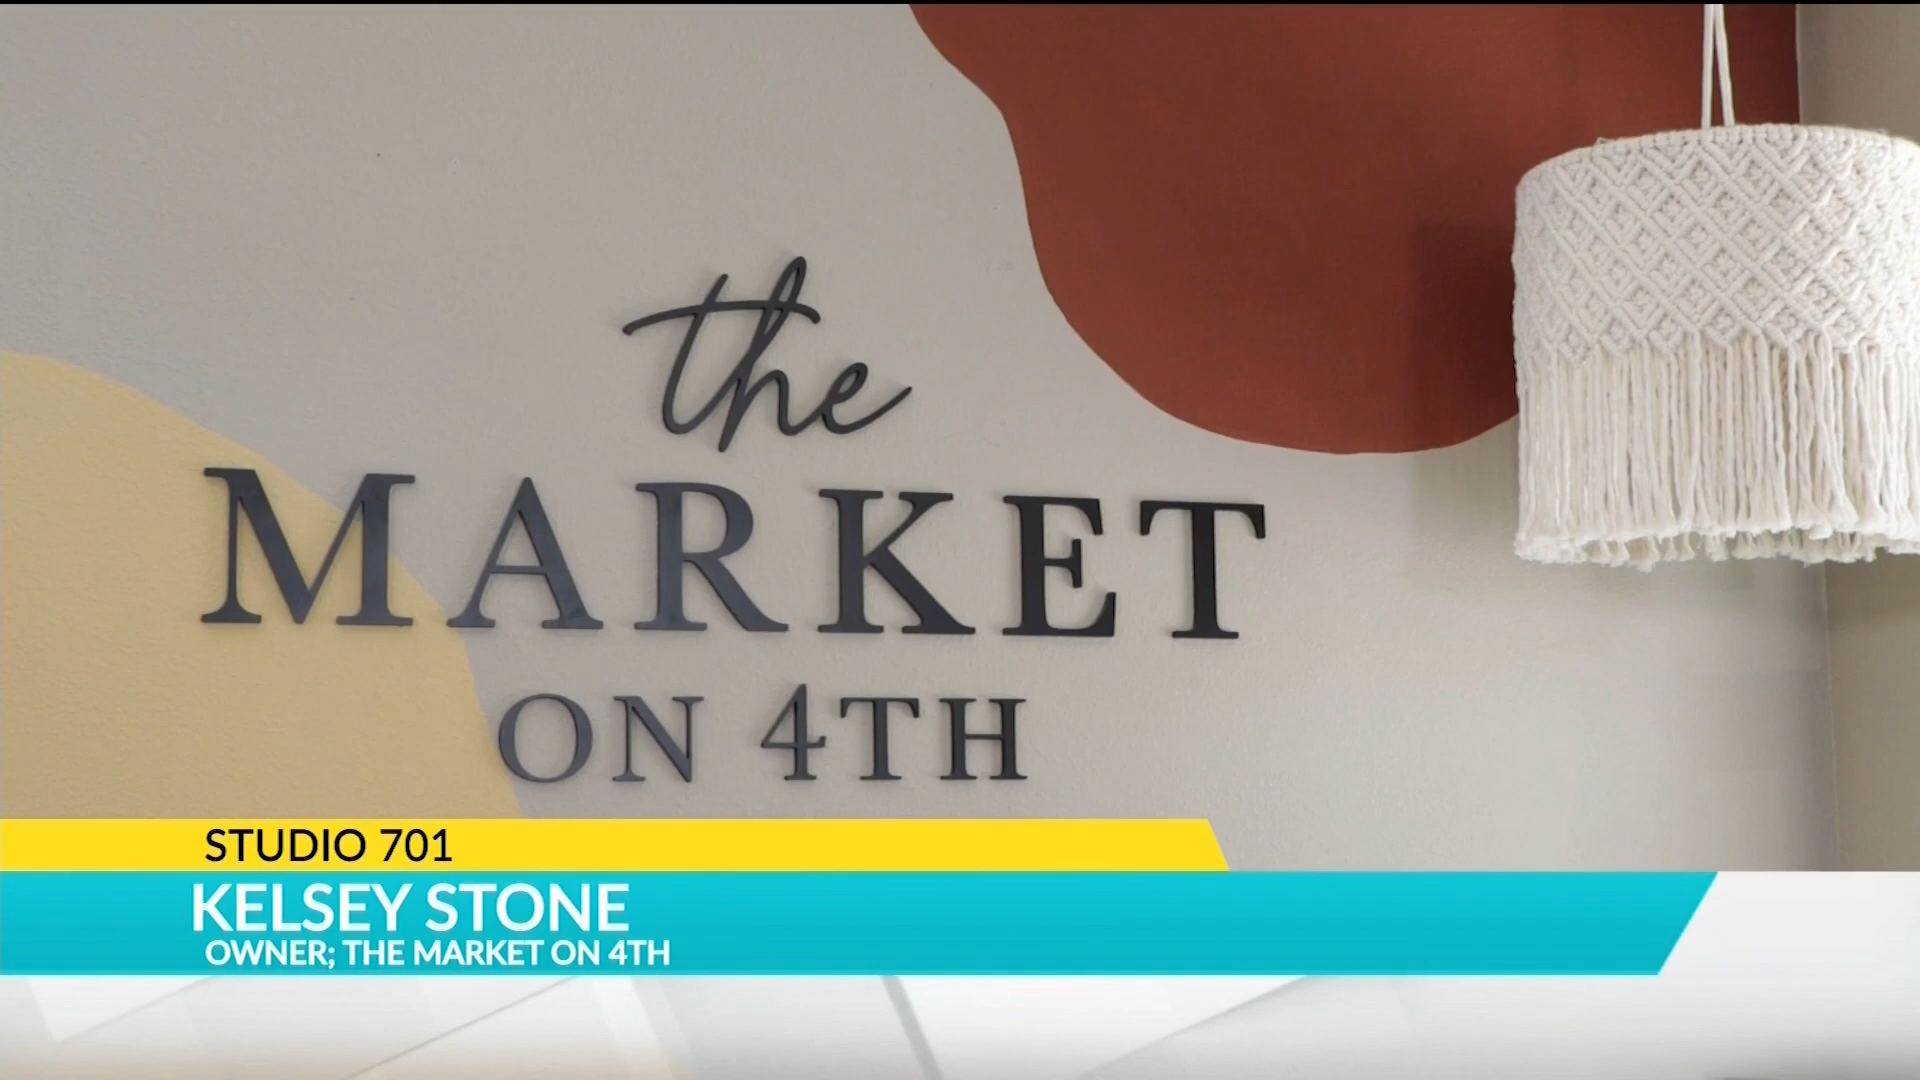 the
MARKET
ON 4TH
STUDIO 701
KELSEY STONE
OWNER; THE MARKET ON 4TH